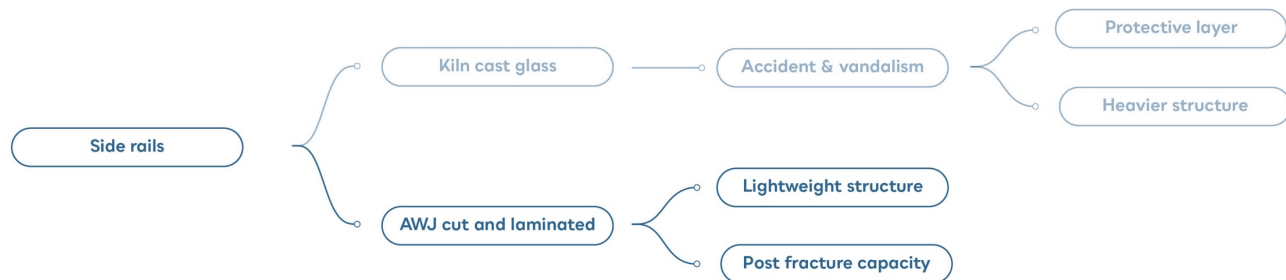 Protective layer
Kiln cast glass
Accident & vandalism
Heavier structure
Side rails
Lightweight structure
AWJ cut and laminated
Post fracture capacity